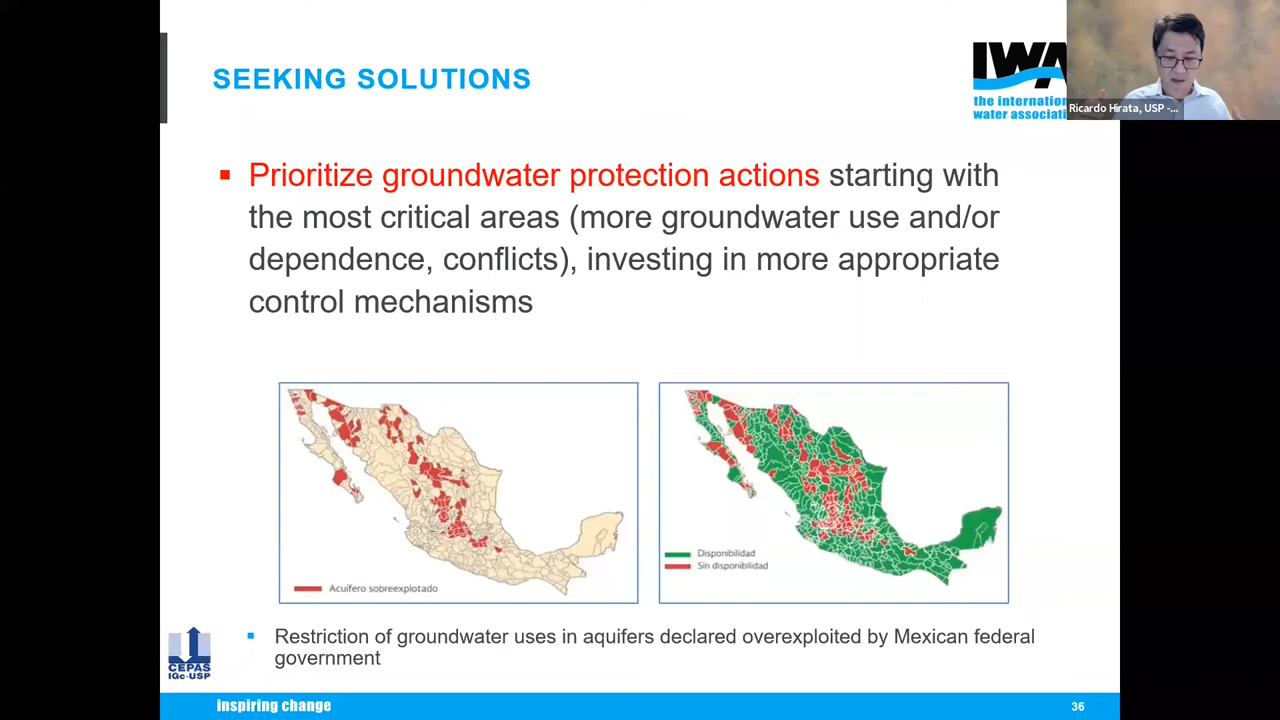 SEEKING SOLUTIONS
IWA
the internation
water associati
Ricardo Hirata, USP -...
Prioritize groundwater protection actions starting with
the most critical areas (more groundwater use and/or
dependence, conflicts), investing in more appropriate
control mechanisms
Acuífero sobreexplotado
Disponibilidad
Sin disponibilidad
Restriction of groundwater uses in aquifers declared overexploited by Mexican federal
government
CEPAS
IGc-USP
inspiring change
36